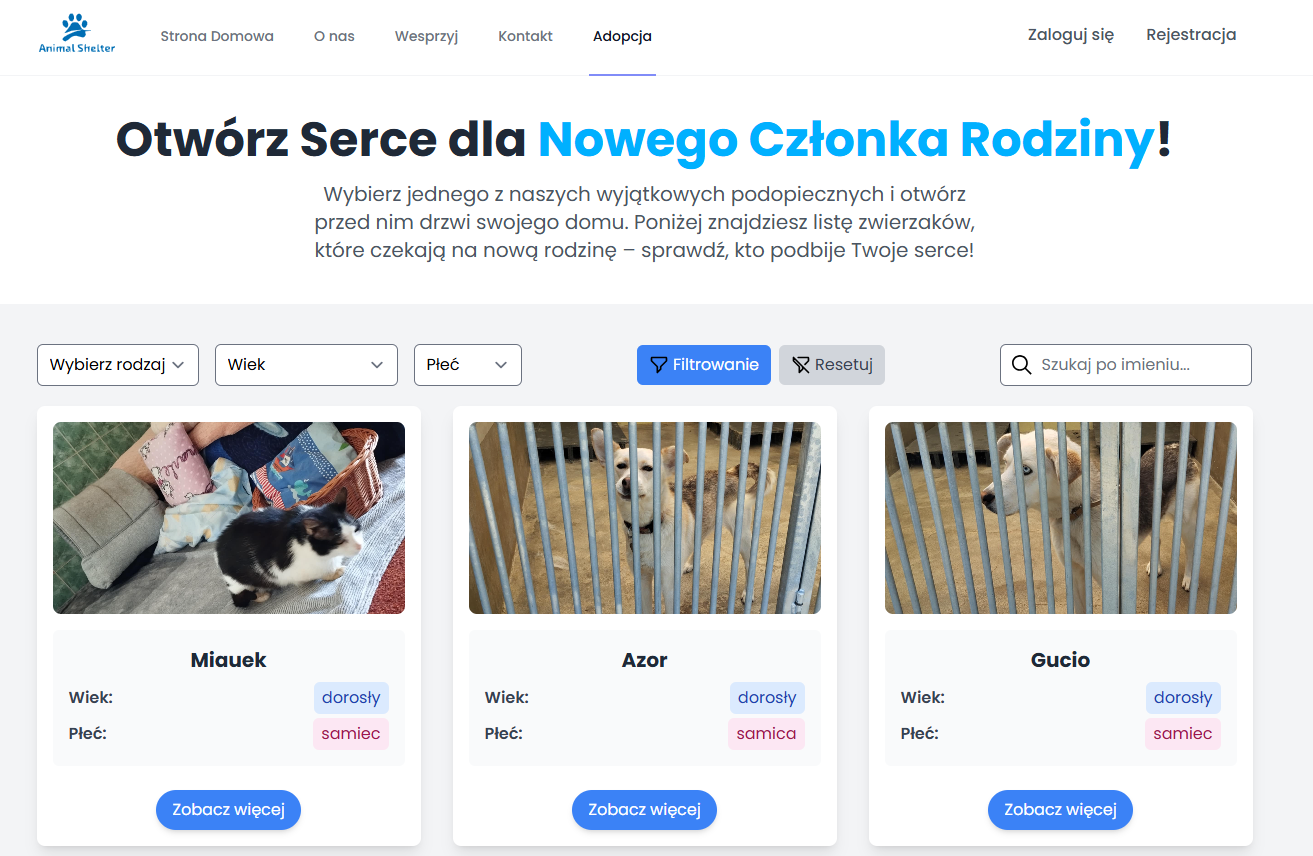 Animal Shelter
Strona Domowa
O nas
Wesprzyj
Kontakt
Adopcja
Zaloguj się
Rejestracja
Otwórz Serce dla Nowego Członka Rodziny!
Wybierz jednego z naszych wyjątkowych podopiecznych i otwórz
przed nim drzwi swojego domu. Poniżej znajdziesz listę zwierzaków,
które czekają na nową rodzinę – sprawdź, kto podbije Twoje serce!
Wybierz rodzaj
Wiek
Płeć
Filtrowanie
Resetuj
Szukaj po imieniu...
Miauek
Wiek: dorosły
Płeć: samiec
Zobacz więcej
Azor
Wiek: dorosły
Płeć: samica
Zobacz więcej
Gucio
Wiek: dorosły
Płeć: samiec
Zobacz więcej